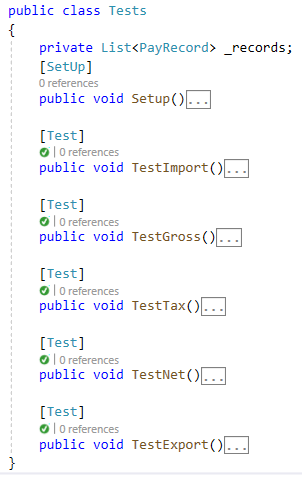 public class Tests
{
private List<PayRecord> _records;
[SetUp]
0 references
public void Setup()...
[Test]
| 0 references
public void TestImport()...
[Test]
| 0 references
public void TestGross()...
[Test]
| 0 references
public void TestTax()...
[Test]
| 0 references
public void TestNet()...
[Test]
| 0 references
public void TestExport()...
}